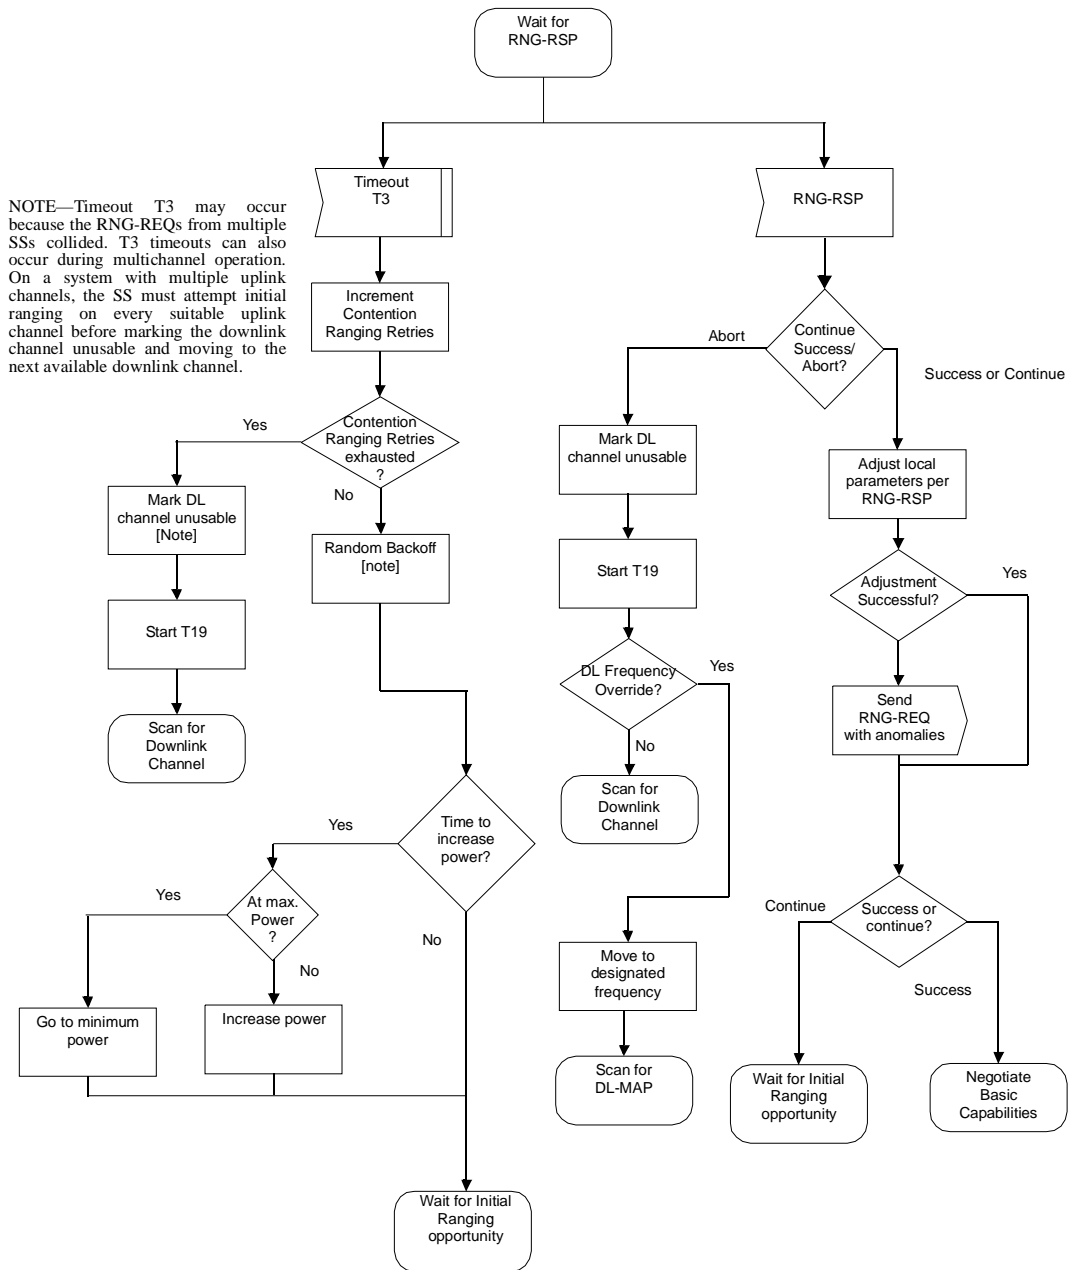 Wait for
RNG-RSP
Timeout
T3
RNG-RSP
NOTE—Timeout T3 may occur
because the RNG-REQs from multiple
SSs collided. T3 timeouts can also
occur during multichannel operation.
On a system with multiple uplink
channels, the SS must attempt initial
ranging on every suitable uplink
channel before marking the downlink
channel unusable and moving to the
next available downlink channel.
Increment
Contention
Ranging Retries
Continue
Success/
Abort?
Abort
Success or Continue
Contention
Ranging Retries
exhausted
?
Yes
No
Mark DL
channel unusable
[Note]
Start T19
Scan for
Downlink
Channel
Random Backoff
[note]
Time to
increase
power?
Yes
No
At max.
Power
?
Yes
No
Go to minimum
power
Increase power
Wait for Initial
Ranging
opportunity
Mark DL
channel unusable
Start T19
DL Frequency
Override?
Yes
No
Scan for
Downlink
Channel
Move to
designated
frequency
Scan for
DL-MAP
Adjust local
parameters per
RNG-RSP
Adjustment
Successful?
Yes
Send
RNG-REQ
with anomalies
Success or
continue?
Continue
Success
Wait for Initial
Ranging
opportunity
Negotiate
Basic
Capabilities